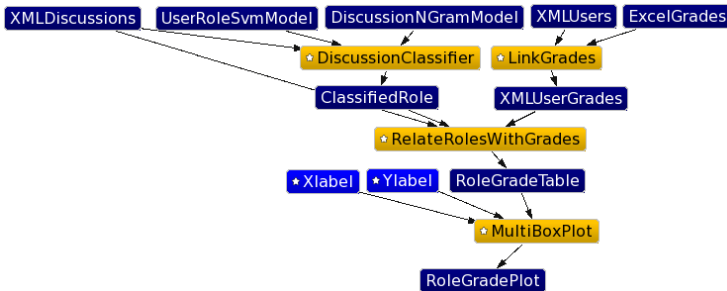 XMLDiscussions
UserRoleSvmModel
DiscussionNGramModel
XMLUsers
ExcelGrades
DiscussionClassifier
LinkGrades
ClassifiedRole
XMLUserGrades
RelateRolesWithGrades
Xlabel
Ylabel
RoleGradeTable
MultiBoxPlot
RoleGradePlot